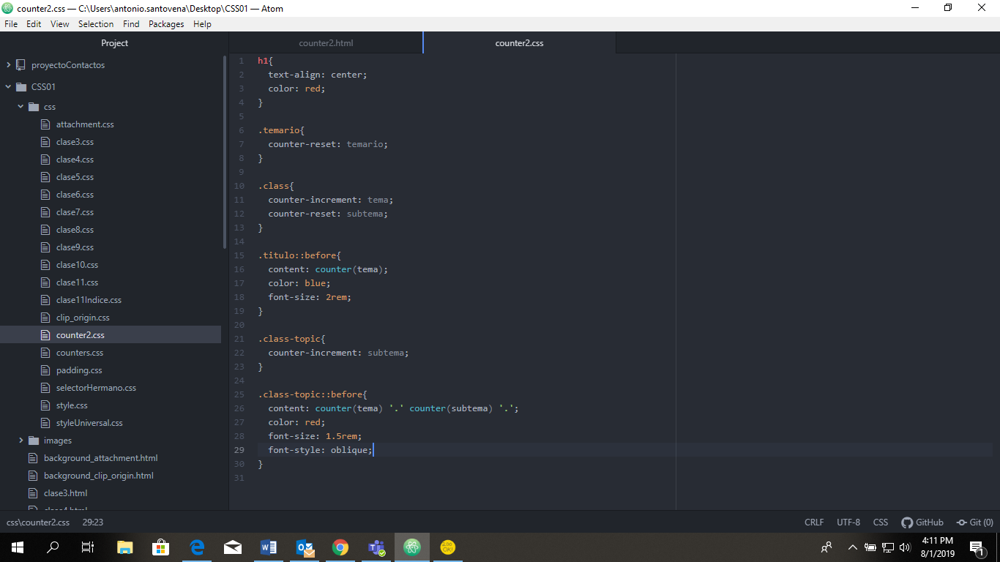 counter2.css — C:\Users\antonio.santovena\Desktop\CSS01 — Atom
File Edit View Selection Find Packages Help
Project
proyectoContactos
CSS01
css
attachment.css
clase3.css
clase4.css
clase5.css
clase6.css
clase7.css
clase8.css
clase9.css
clase10.css
clase11.css
clase11Indice.css
clip_origin.css
counter2.css
counters.css
padding.css
selectorHermano.css
style.css
styleUniversal.css
images
background_attachment.html
background_clip_origin.html
clase3.html
clase4.html
counter2.html counter2.css
1 h1{
2 text-align: center;
3 color: red;
4 }
5
6 .temario{
7 counter-reset: temario;
8 }
9
10 .class{
11 counter-increment: tema;
12 counter-reset: subtema;
13 }
14
15 .titulo::before{
16 content: counter(tema);
17 color: blue;
18 font-size: 2rem;
19 }
20
21 .class-topic{
22 counter-increment: subtema;
23 }
24
25 .class-topic::before{
26 content: counter(tema) '.' counter(subtema) '.';
27 color: red;
28 font-size: 1.5rem;
29 font-style: oblique;
30 }
31
css\counter2.css 29:23 CRLF UTF-8 CSS GitHub Git (0)
4:11 PM
8/1/2019
1